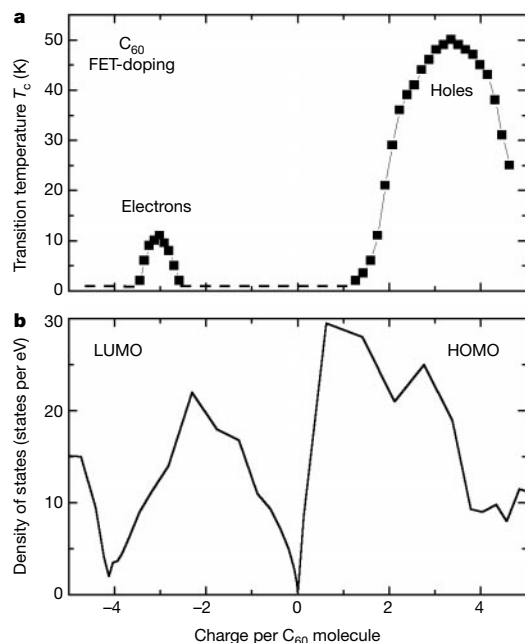 a
C60
FET-doping
Holes
Electrons
Transition temperature Tc (K)
50
40
30
20
10
0
b
LUMO
HOMO
Density of states (states per eV)
30
20
10
0
–4
–2
0
2
4
Charge per C60 molecule